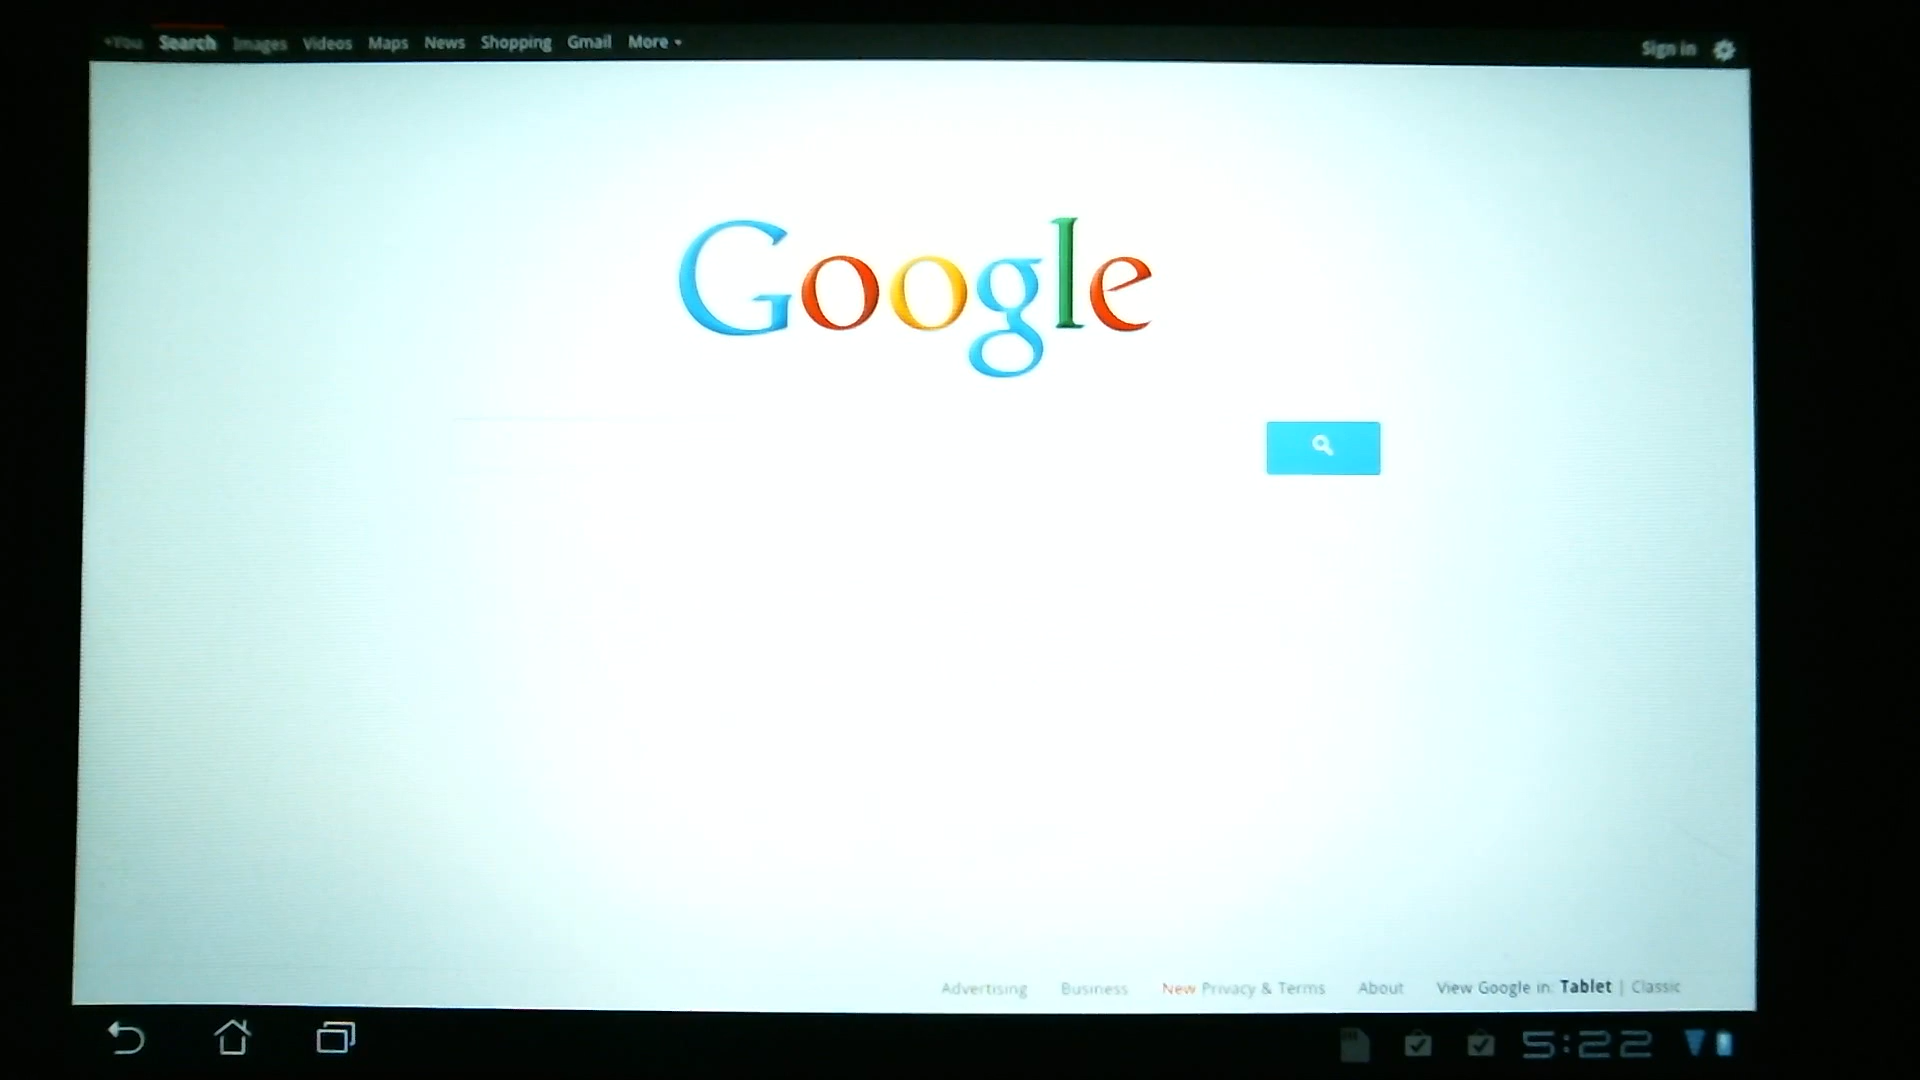 +You Search Images Videos Maps News Shopping Gmail More Sign in
Google
Advertising Business New Privacy & Terms About View Google in: Tablet | Classic
5:22